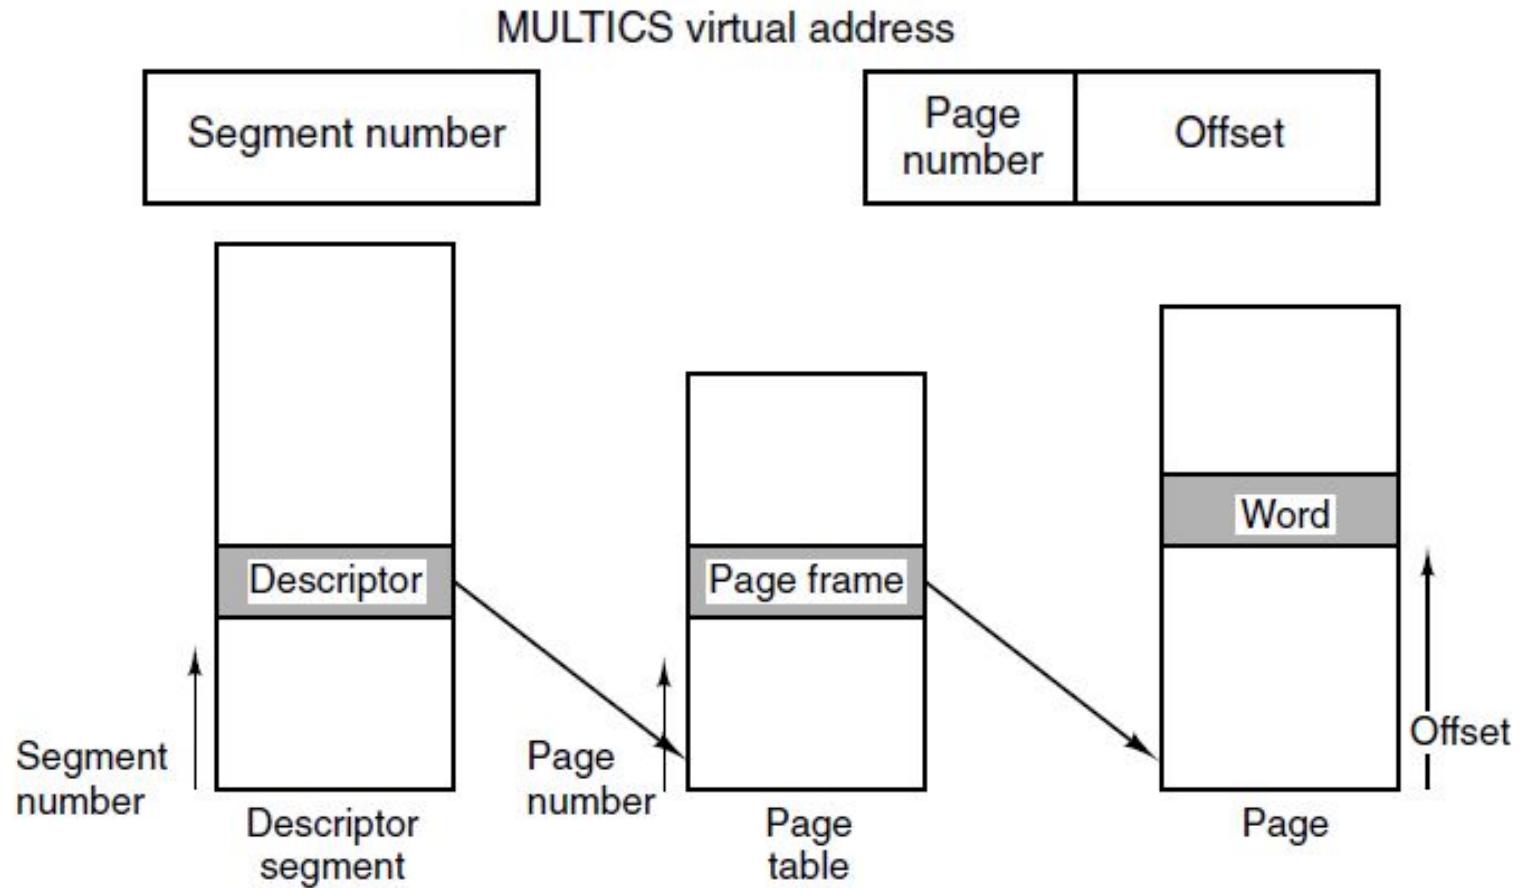 MULTICS virtual address
Segment number
Page
number
Offset
Descriptor
Page frame
Word
Segment
number
Page
number
Offset
Descriptor
segment
Page
table
Page